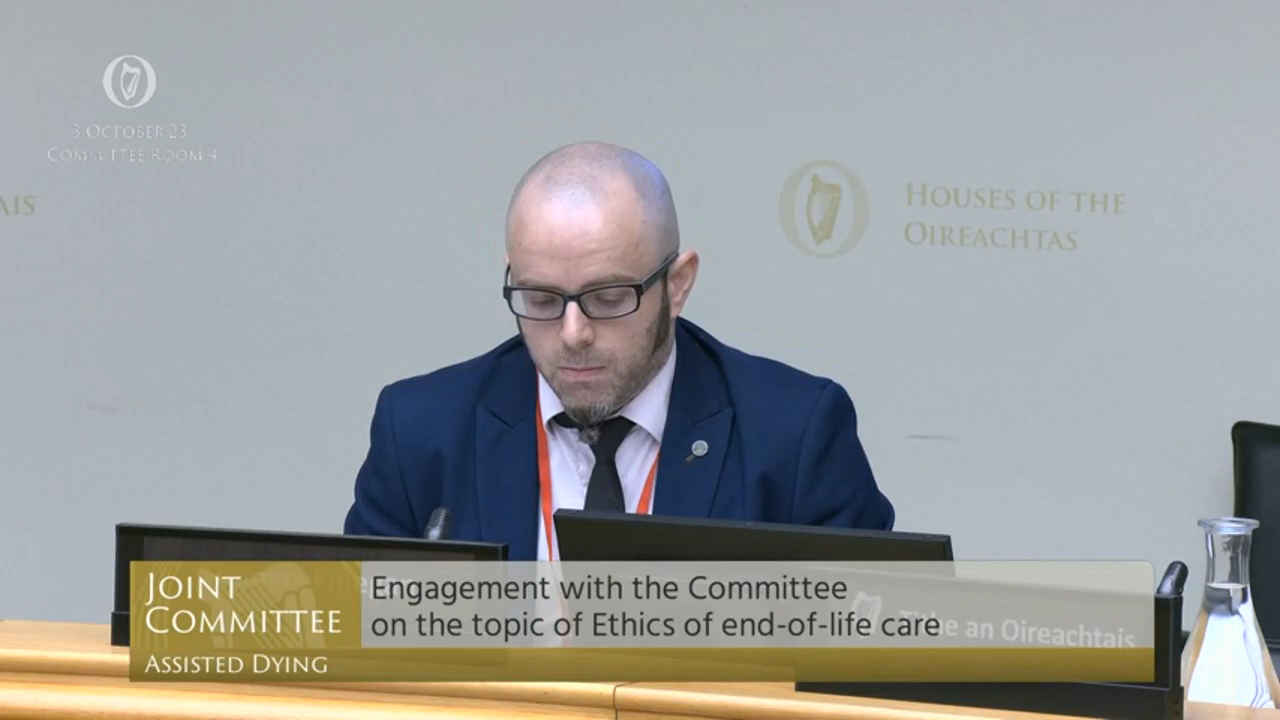 3 October 23
Committee Room 4
AIS
Houses of the
Oireachtas
Joint
Committee
Assisted Dying
Engagement with the Committee
on the topic of Ethics of end-of-life care
Tithe an Oireachtais